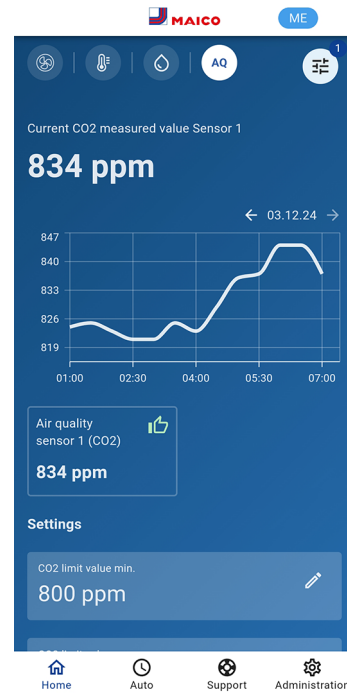 MAICO
ME
AQ
1
Current CO2 measured value Sensor 1
834 ppm
03.12.24
847
840
833
826
819
01:00 02:30 04:00 05:30 07:00
Air quality
sensor 1 (CO2)
834 ppm
Settings
CO2 limit value min.
800 ppm
Home Auto Support Administration